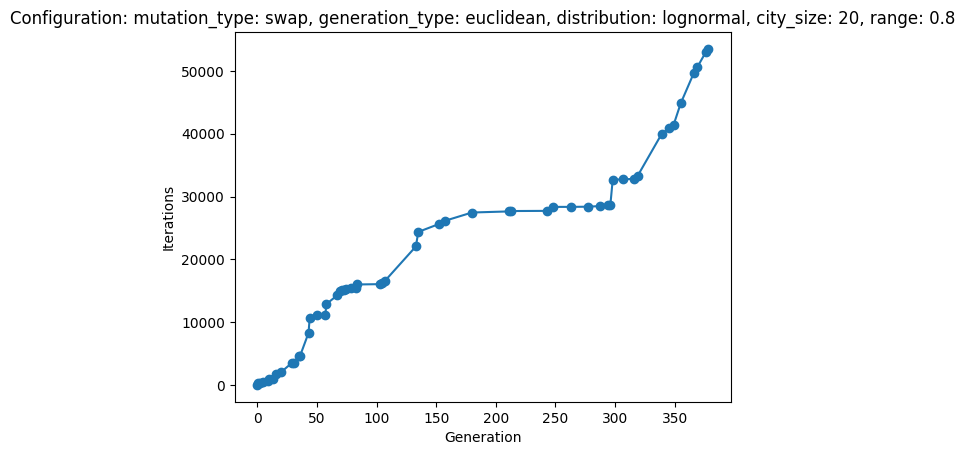 Configuration: mutation_type: swap, generation_type: euclidean, distribution: lognormal, city_size: 20, range: 0.8
50000
40000
30000
20000
10000
0
Iterations
0 50 100 150 200 250 300 350
Generation